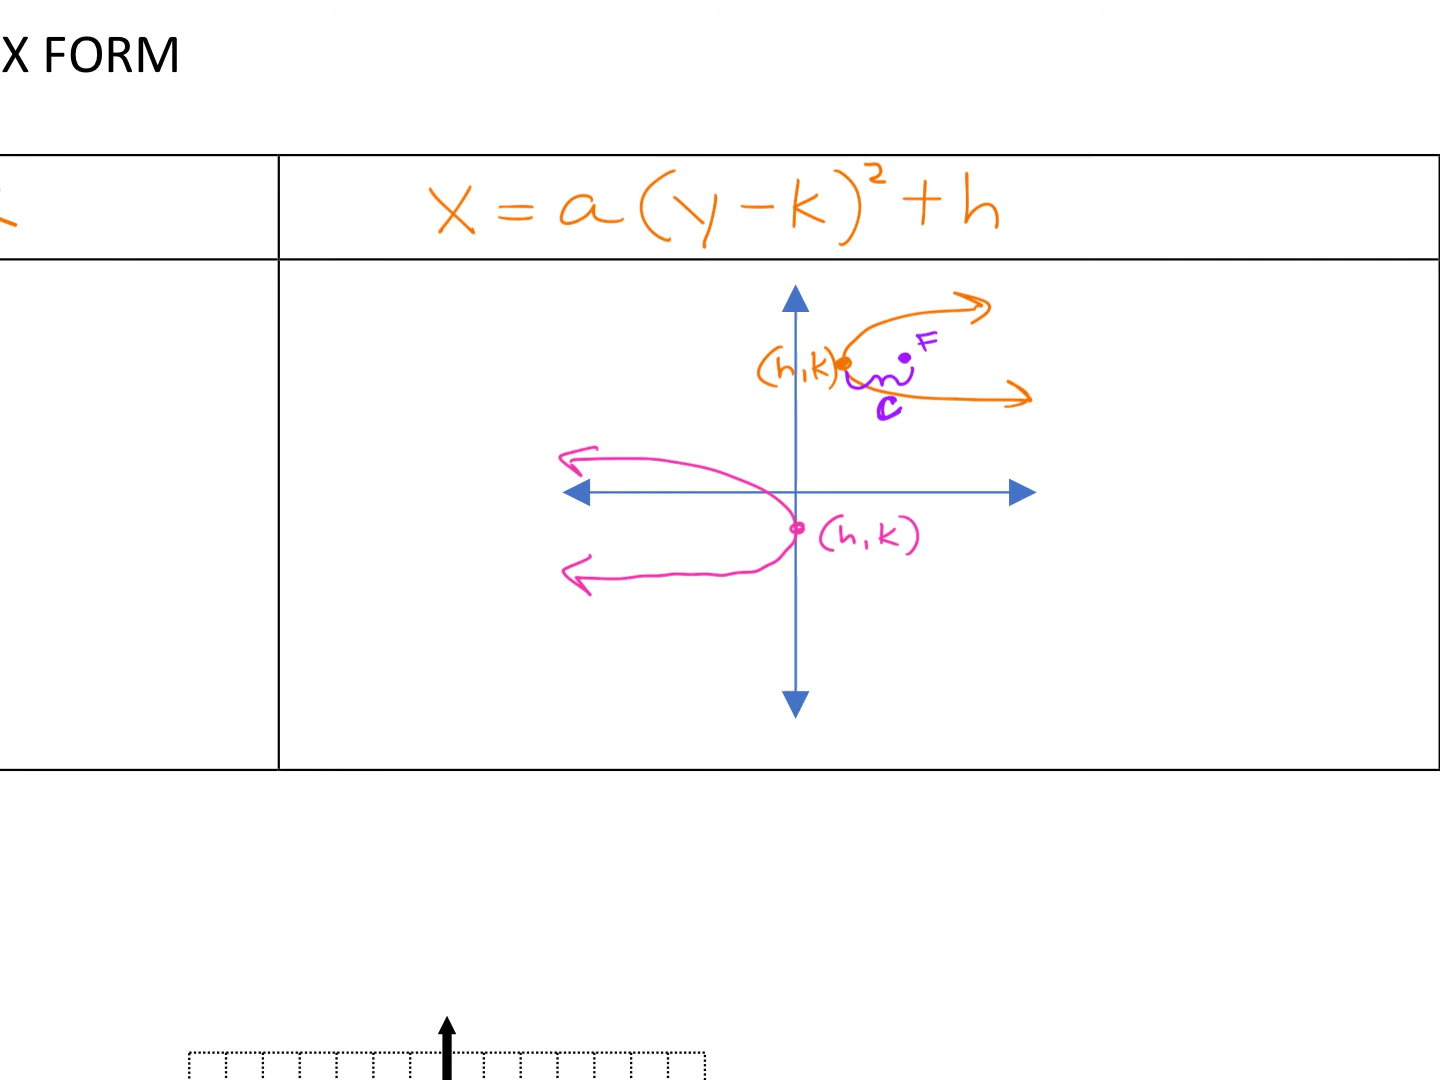 X FORM
x = a(y-k)²+h
F
(h,k)
c
(h,k)